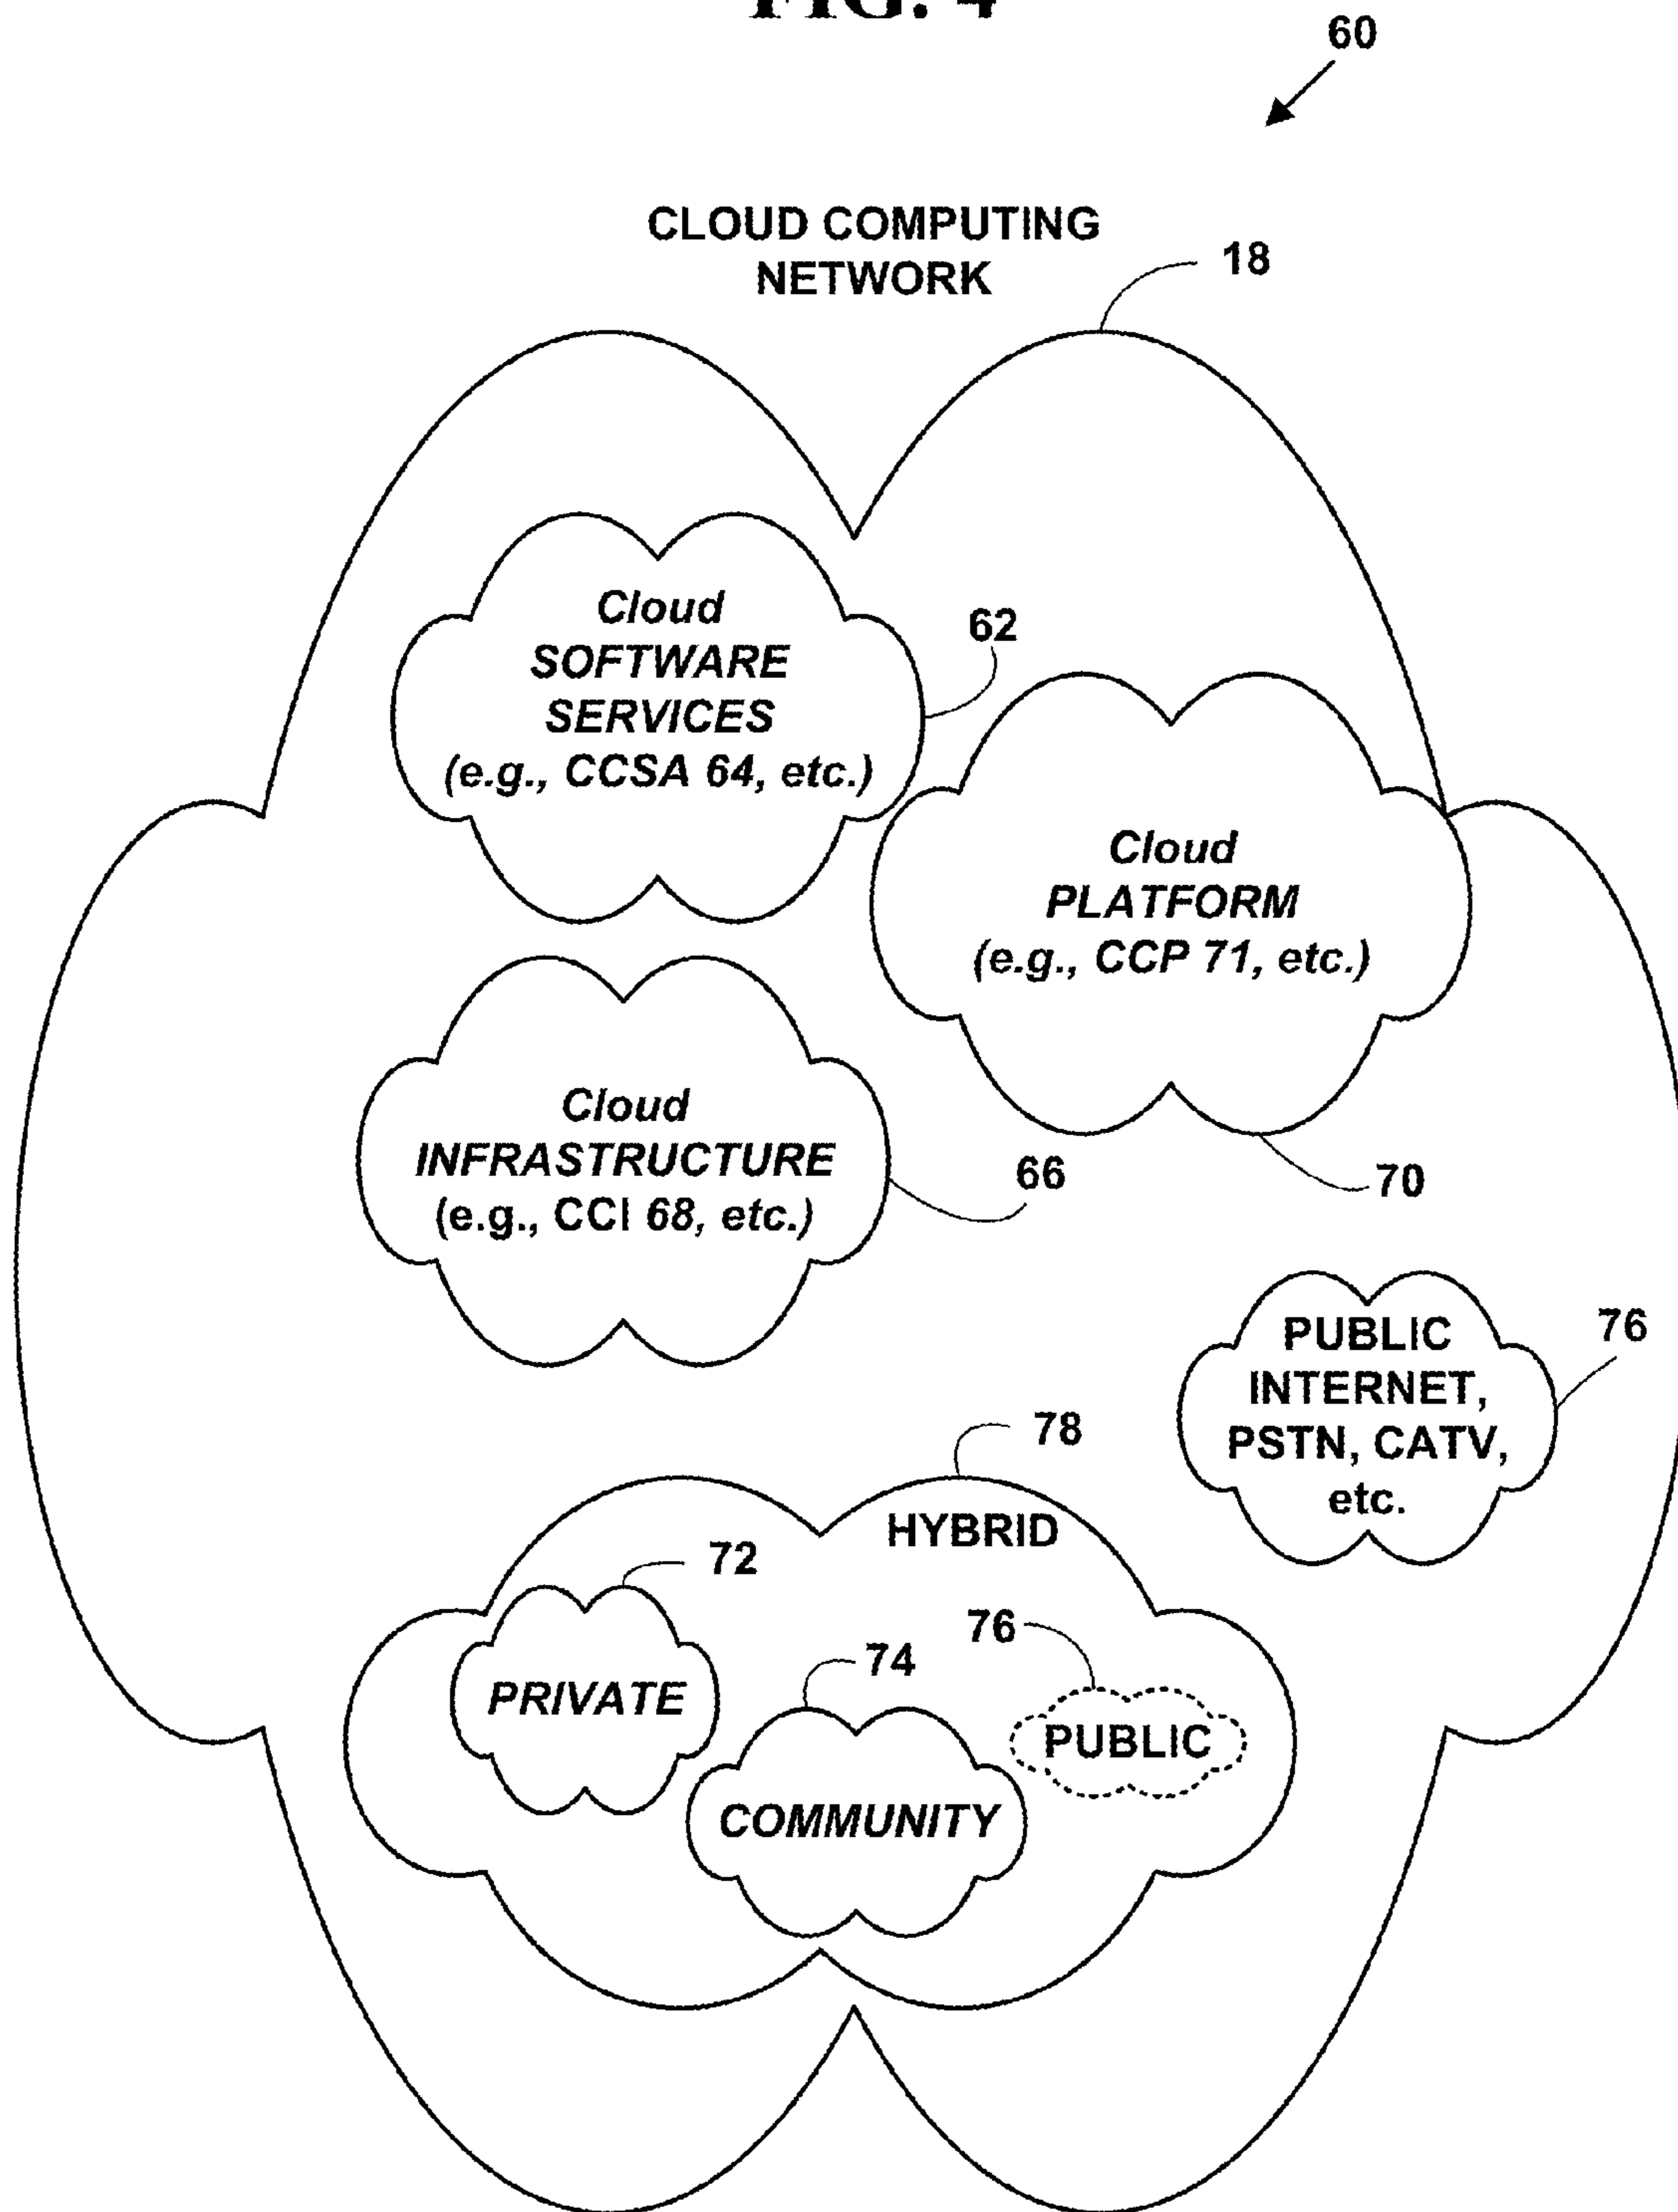 FIG. 4
60
CLOUD COMPUTING
NETWORK
18
Cloud
SOFTWARE
SERVICES
(e.g., CCSA 64, etc.)
62
Cloud
PLATFORM
(e.g., CCP 71, etc.)
70
Cloud
INFRASTRUCTURE
(e.g., CCI 68, etc.)
66
PUBLIC
INTERNET,
PSTN, CATV,
etc.
76
78
HYBRID
72
PRIVATE
74
COMMUNITY
76
PUBLIC